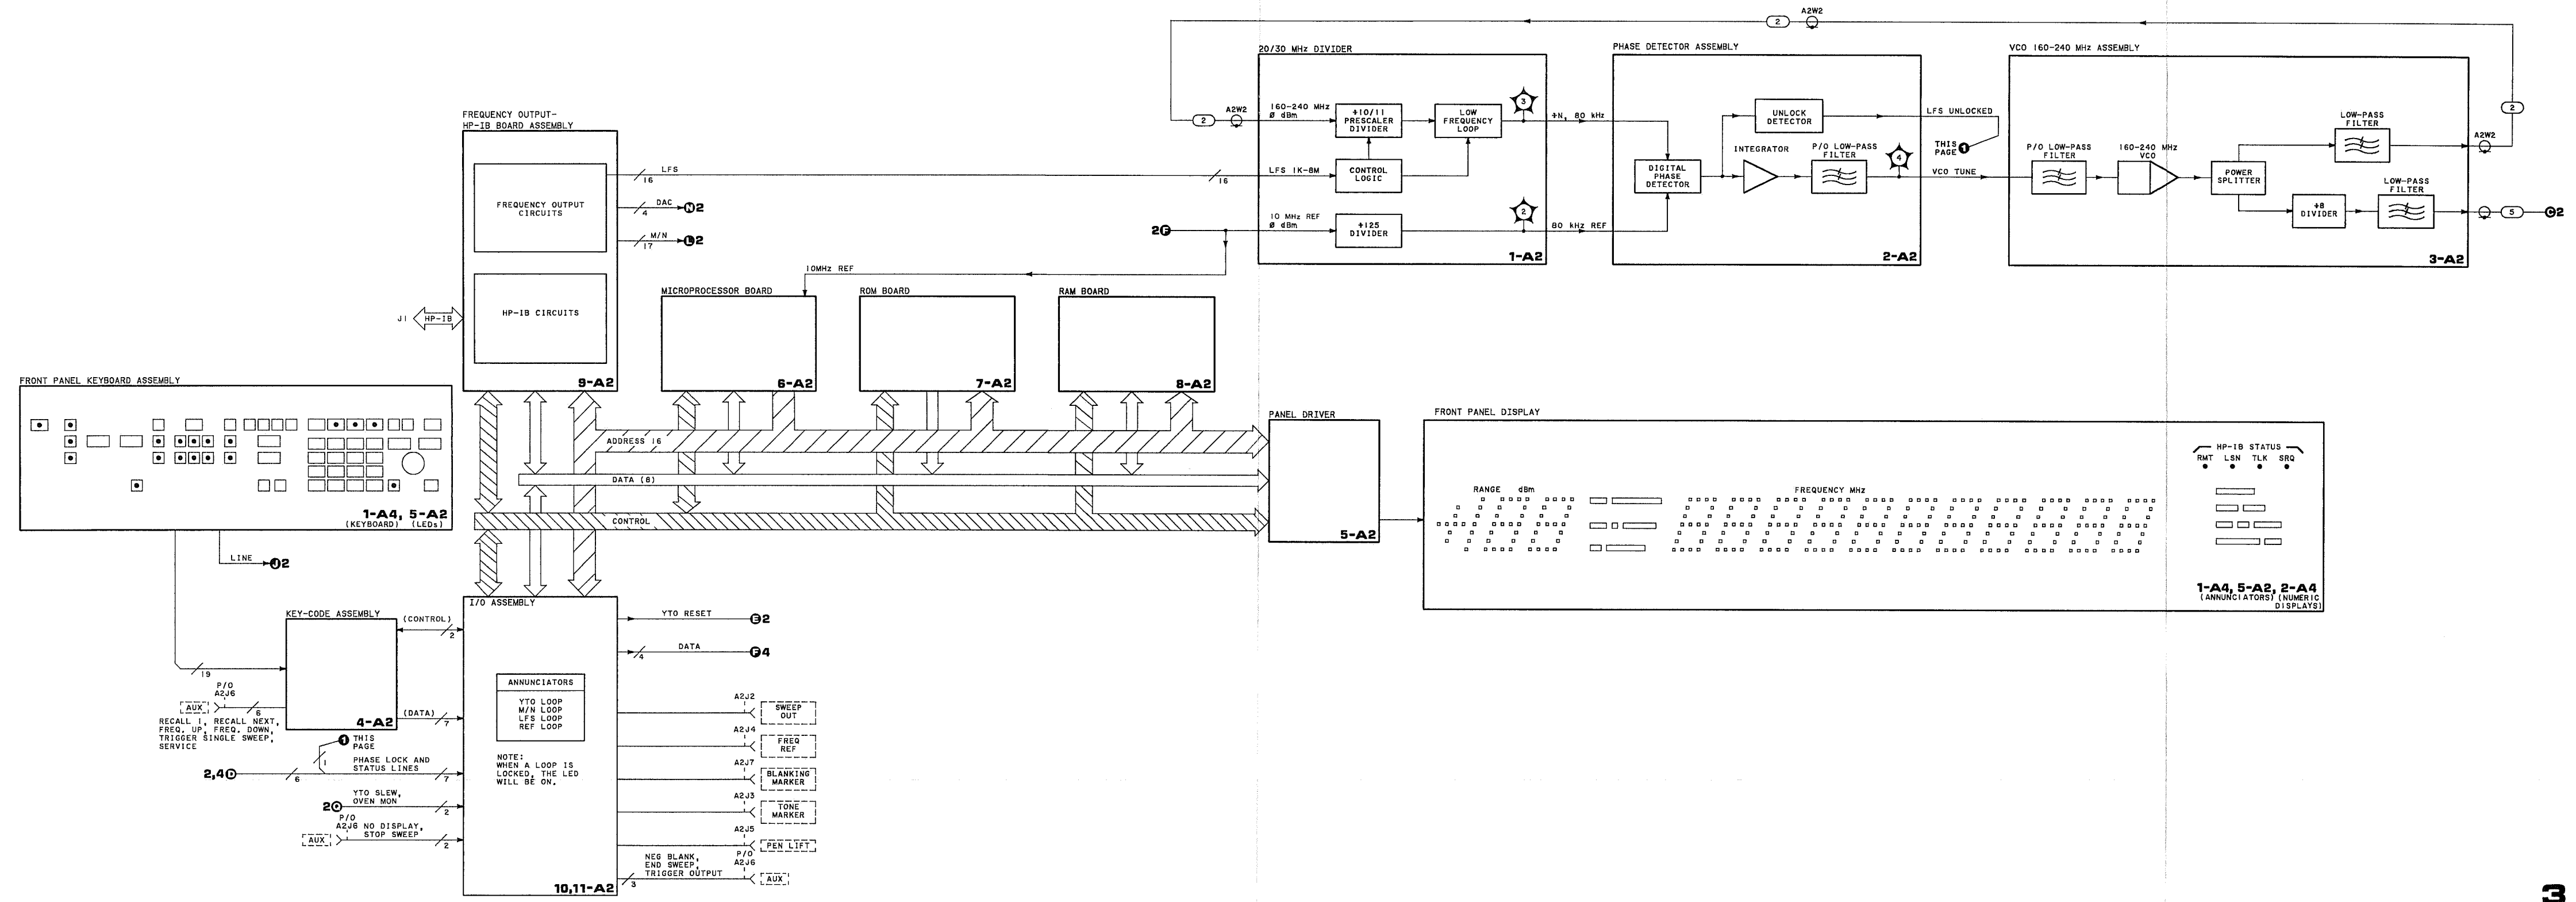 2
A2W2
20/30 MHz DIVIDER
PHASE DETECTOR ASSEMBLY
VCO 160-240 MHz ASSEMBLY
160-240 MHz
Ø dBm
2
A2W2
÷10/11
PRESCALER
DIVIDER
LOW
FREQUENCY
LOOP
3
÷N, 80 kHz
LFS 1K-8M
16
CONTROL
LOGIC
10 MHz REF
Ø dBm
2F
÷125
DIVIDER
2
80 kHz REF
1-A2
UNLOCK
DETECTOR
LFS UNLOCKED
THIS
PAGE 1
DIGITAL
PHASE
DETECTOR
INTEGRATOR
P/O LOW-PASS
FILTER
4
VCO TUNE
2-A2
P/O LOW-PASS
FILTER
160-240 MHz
VCO
POWER
SPLITTER
LOW-PASS
FILTER
A2W2
2
÷8
DIVIDER
LOW-PASS
FILTER
5
C2
3-A2
FREQUENCY OUTPUT-
HP-IB BOARD ASSEMBLY
FREQUENCY OUTPUT
CIRCUITS
LFS
16
DAC
4
N2
M/N
17
L2
HP-IB CIRCUITS
J1
HP-IB
9-A2
10MHz REF
MICROPROCESSOR BOARD
6-A2
ROM BOARD
7-A2
RAM BOARD
8-A2
FRONT PANEL KEYBOARD ASSEMBLY
1-A4, 5-A2
(KEYBOARD) (LEDs)
ADDRESS 16
DATA (8)
CONTROL
PANEL DRIVER
5-A2
FRONT PANEL DISPLAY
RANGE dBm
FREQUENCY MHz
HP-IB STATUS
RMT LSN TLK SRQ
1-A4, 5-A2, 2-A4
(ANNUNCIATORS) (NUMERIC
DISPLAYS)
LINE
J2
KEY-CODE ASSEMBLY
4-A2
19
P/O
A2J6
AUX
6
RECALL 1, RECALL NEXT,
FREQ. UP, FREQ. DOWN,
TRIGGER SINGLE SWEEP,
SERVICE
(CONTROL)
2
(DATA)
7
1 THIS
PAGE
1
2,4D
6
PHASE LOCK AND
STATUS LINES
7
YTO SLEW,
OVEN MON
2
P/O
A2J6 NO DISPLAY,
STOP SWEEP
AUX
2
I/O ASSEMBLY
ANNUNCIATORS
YTO LOOP
M/N LOOP
LFS LOOP
REF LOOP
NOTE:
WHEN A LOOP IS
LOCKED, THE LED
WILL BE ON.
10,11-A2
YTO RESET
E2
DATA
4
F4
A2J2
SWEEP
OUT
A2J4
FREQ
REF
A2J7
BLANKING
MARKER
A2J3
TONE
MARKER
A2J5
PEN LIFT
NEG BLANK,
END SWEEP,
TRIGGER OUTPUT
3
P/O
A2J6
AUX
3